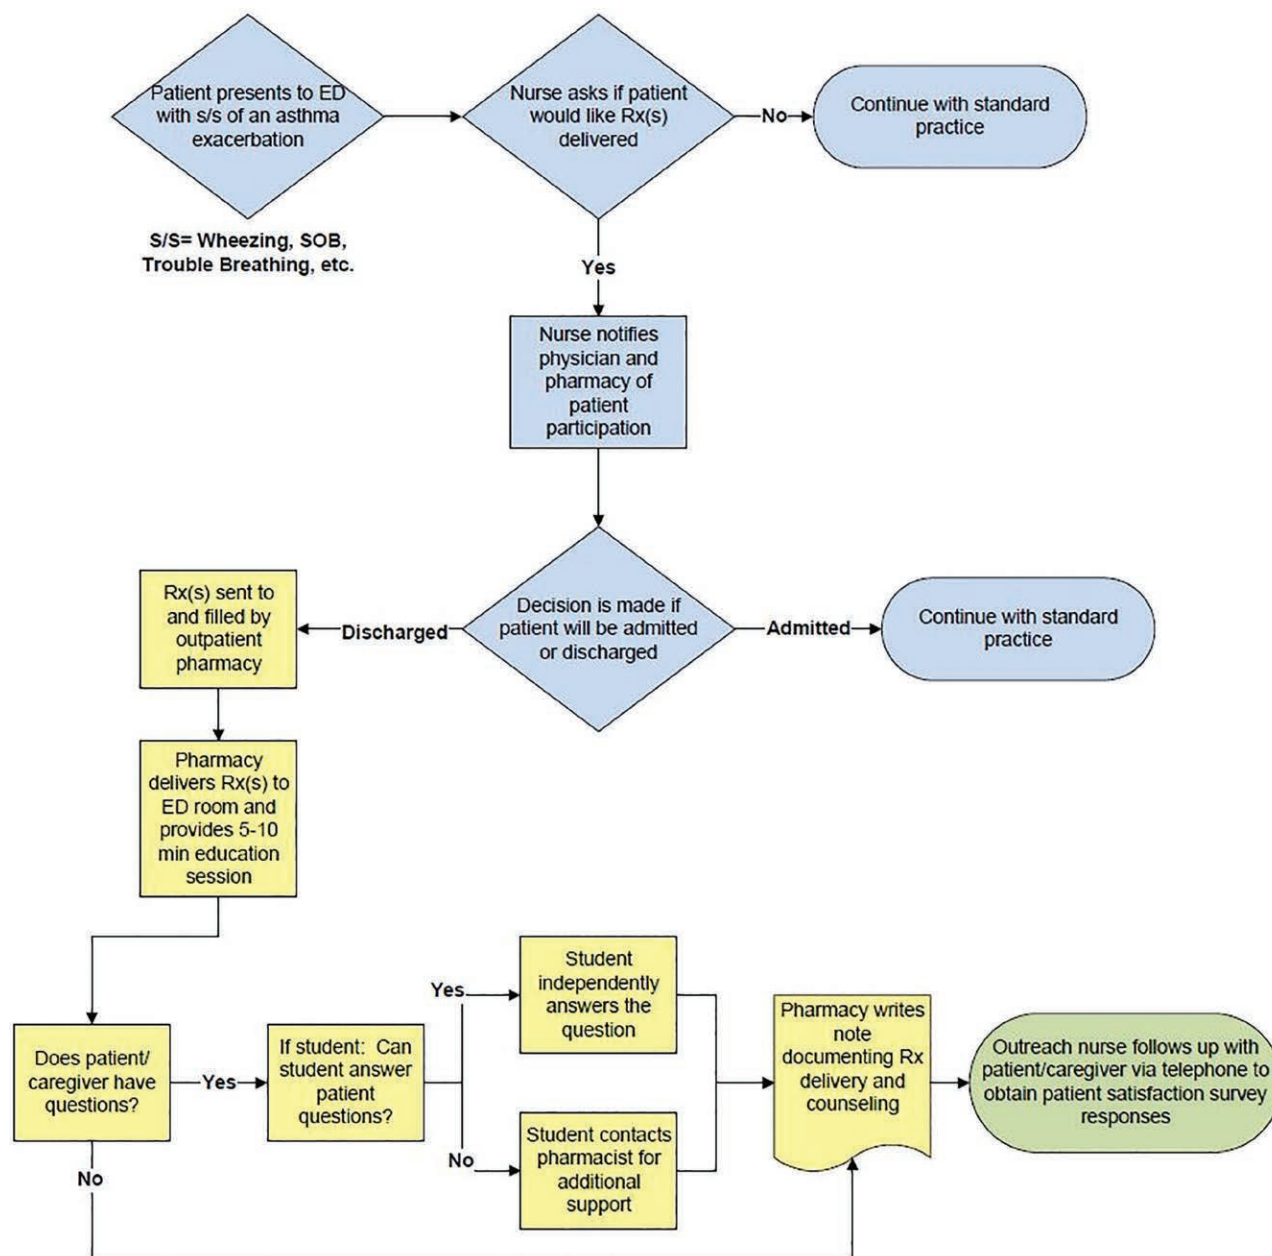 Patient presents to ED
with s/s of an asthma
exacerbation
Nurse asks if patient
would like Rx(s)
delivered
No
Continue with standard
practice
S/S= Wheezing, SOB,
Trouble Breathing, etc.
Yes
Nurse notifies
physician and
pharmacy of
patient
participation
Rx(s) sent to
and filled by
outpatient
pharmacy
Discharged
Decision is made if
patient will be admitted
or discharged
Admitted
Continue with standard
practice
Pharmacy
delivers Rx(s) to
ED room and
provides 5-10
min education
session
Does patient/
caregiver have
questions?
Yes
If student: Can
student answer
patient
questions?
Yes
Student
independently
answers the
question
No
Student contacts
pharmacist for
additional
support
Pharmacy writes
note
documenting Rx
delivery and
counseling
Outreach nurse follows up with
patient/caregiver via telephone to
obtain patient satisfaction survey
responses
No